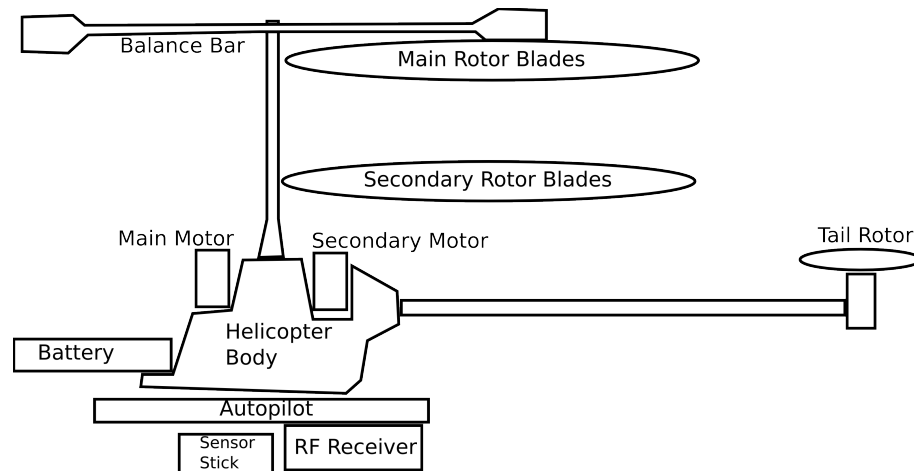 Balance Bar
Main Rotor Blades
Secondary Rotor Blades
Main Motor
Secondary Motor
Tail Rotor
Helicopter
Body
Battery
Autopilot
Sensor
Stick
RF Receiver